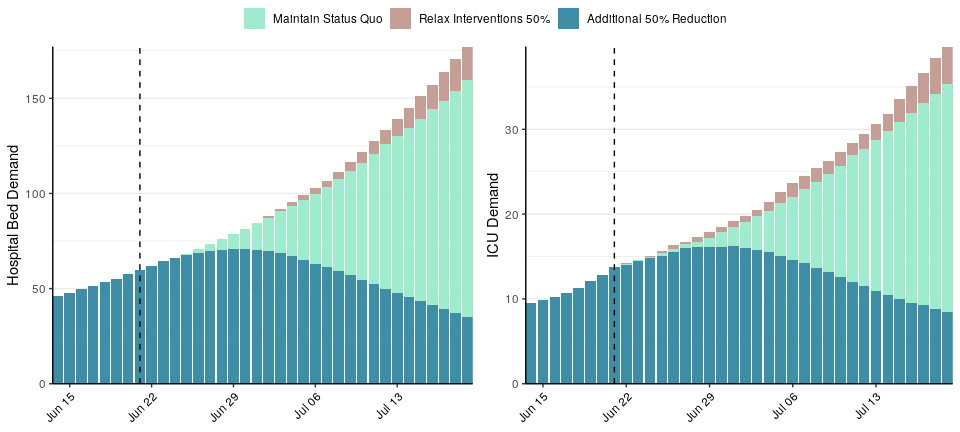 Maintain Status Quo Relax Interventions 50% Additional 50% Reduction
Hospital Bed Demand
150
100
50
0
Jun 15 Jun 22 Jun 29 Jul 06 Jul 13
ICU Demand
30
20
10
0
Jun 15 Jun 22 Jun 29 Jul 06 Jul 13